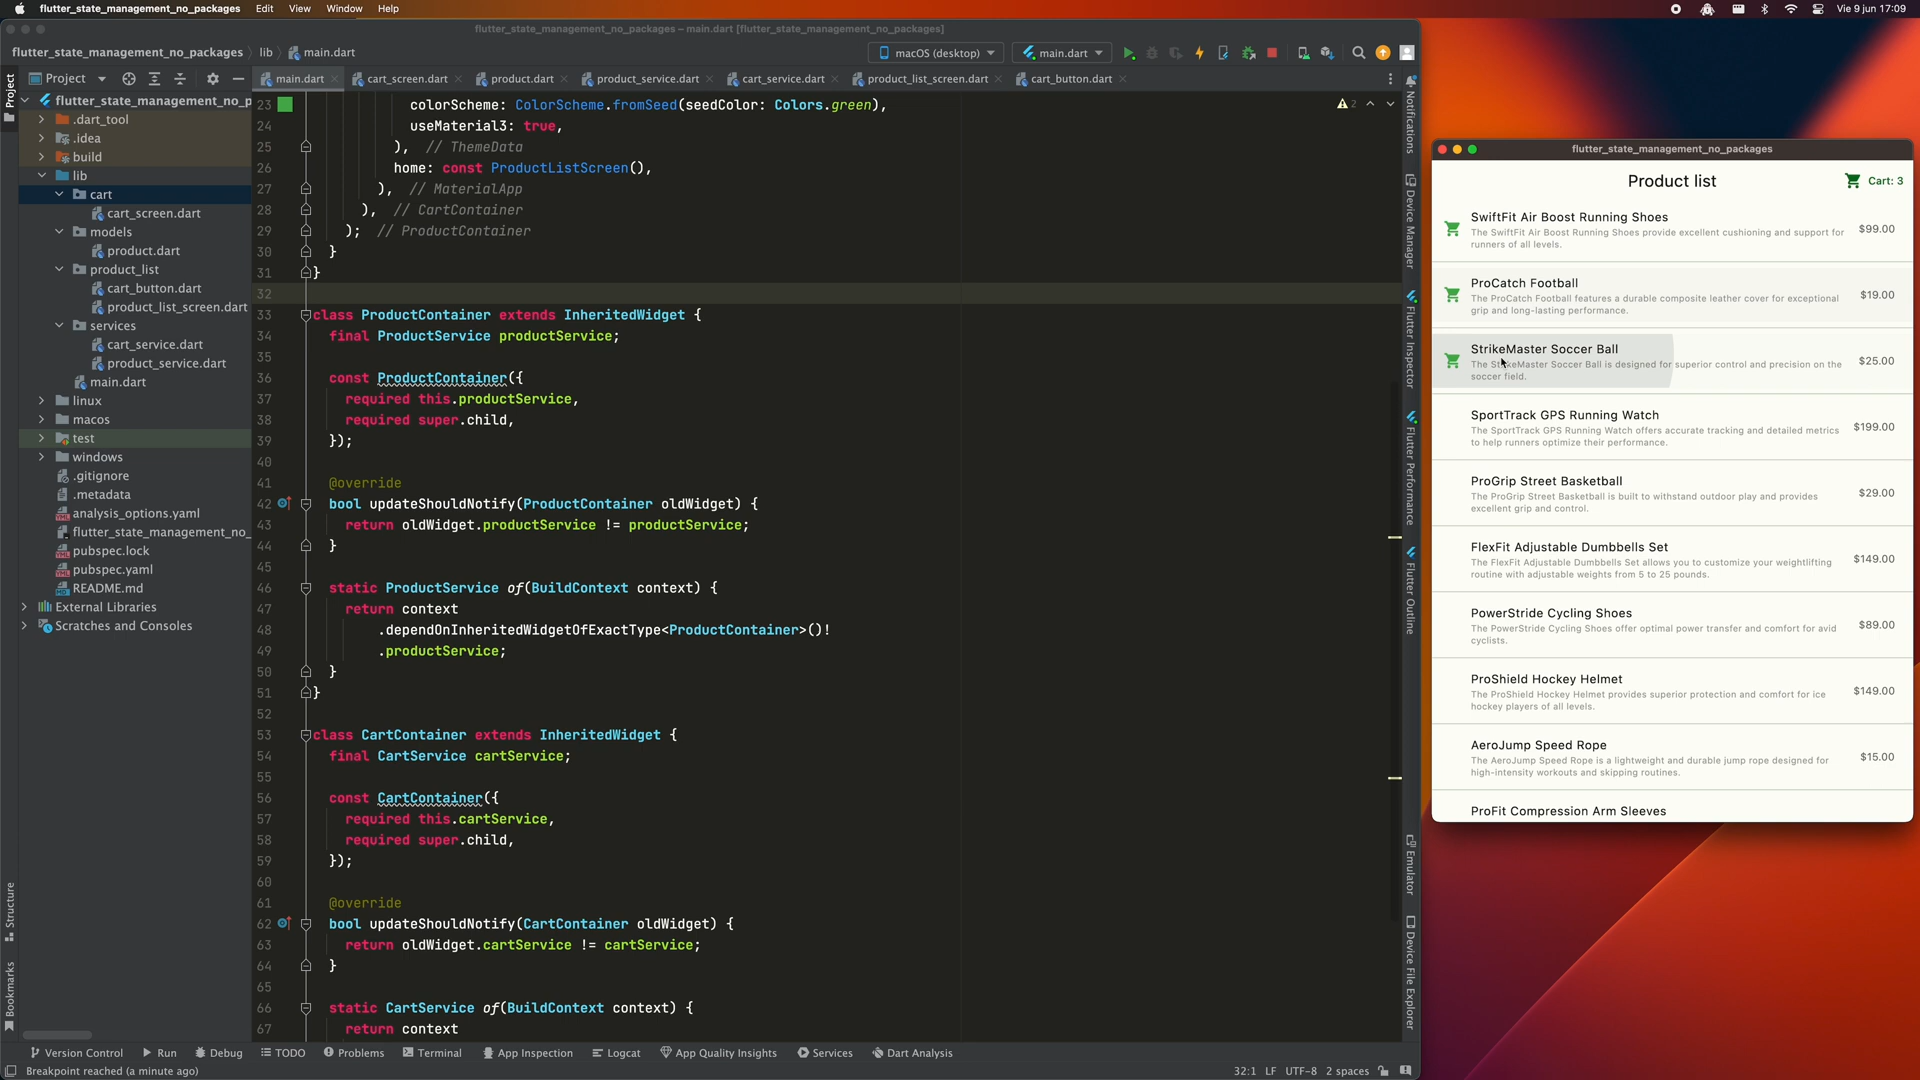 flutter_state_management_no_packages Edit View Window Help
Vie 9 jun 17:09
flutter_state_management_no_packages – main.dart [flutter_state_management_no_packages]
flutter_state_management_no_packages lib main.dart
macOS (desktop) main.dart
Project
main.dart cart_screen.dart product.dart product_service.dart cart_service.dart product_list_screen.dart cart_button.dart
Project
flutter_state_management_no_p
.dart_tool
.idea
build
lib
cart
cart_screen.dart
models
product.dart
product_list
cart_button.dart
product_list_screen.dart
services
cart_service.dart
product_service.dart
main.dart
linux
macos
test
windows
.gitignore
.metadata
analysis_options.yaml
flutter_state_management_no_
pubspec.lock
pubspec.yaml
README.md
External Libraries
Scratches and Consoles
Structure
Bookmarks
2
23 colorScheme: ColorScheme.fromSeed(seedColor: Colors.green),
24 useMaterial3: true,
25 ), // ThemeData
26 home: const ProductListScreen(),
27 ), // MaterialApp
28 ), // CartContainer
29 ); // ProductContainer
30 }
31 }
32
33 class ProductContainer extends InheritedWidget {
34 final ProductService productService;
35
36 const ProductContainer({
37 required this.productService,
38 required super.child,
39 });
40
41 @override
42 bool updateShouldNotify(ProductContainer oldWidget) {
43 return oldWidget.productService != productService;
44 }
45
46 static ProductService of(BuildContext context) {
47 return context
48 .dependOnInheritedWidgetOfExactType<ProductContainer>()!
49 .productService;
50 }
51 }
52
53 class CartContainer extends InheritedWidget {
54 final CartService cartService;
55
56 const CartContainer({
57 required this.cartService,
58 required super.child,
59 });
60
61 @override
62 bool updateShouldNotify(CartContainer oldWidget) {
63 return oldWidget.cartService != cartService;
64 }
65
66 static CartService of(BuildContext context) {
67 return context
Notifications
Device Manager
Flutter Inspector
Flutter Performance
Flutter Outline
Emulator
Device File Explorer
Version Control Run Debug TODO Problems Terminal App Inspection Logcat App Quality Insights Services Dart Analysis
Breakpoint reached (a minute ago)
32:1 LF UTF-8 2 spaces
flutter_state_management_no_packages
Product list
Cart: 3
SwiftFit Air Boost Running Shoes
The SwiftFit Air Boost Running Shoes provide excellent cushioning and support for
runners of all levels.
$99.00
ProCatch Football
The ProCatch Football features a durable composite leather cover for exceptional
grip and long-lasting performance.
$19.00
StrikeMaster Soccer Ball
The StrikeMaster Soccer Ball is designed for superior control and precision on the
soccer field.
$25.00
SportTrack GPS Running Watch
The SportTrack GPS Running Watch offers accurate tracking and detailed metrics
to help runners optimize their performance.
$199.00
ProGrip Street Basketball
The ProGrip Street Basketball is built to withstand outdoor play and provides
excellent grip and control.
$29.00
FlexFit Adjustable Dumbbells Set
The FlexFit Adjustable Dumbbells Set allows you to customize your weightlifting
routine with adjustable weights from 5 to 25 pounds.
$149.00
PowerStride Cycling Shoes
The PowerStride Cycling Shoes offer optimal power transfer and comfort for avid
cyclists.
$89.00
ProShield Hockey Helmet
The ProShield Hockey Helmet provides superior protection and comfort for ice
hockey players of all levels.
$149.00
AeroJump Speed Rope
The AeroJump Speed Rope is a lightweight and durable jump rope designed for
high-intensity workouts and skipping routines.
$15.00
ProFit Compression Arm Sleeves